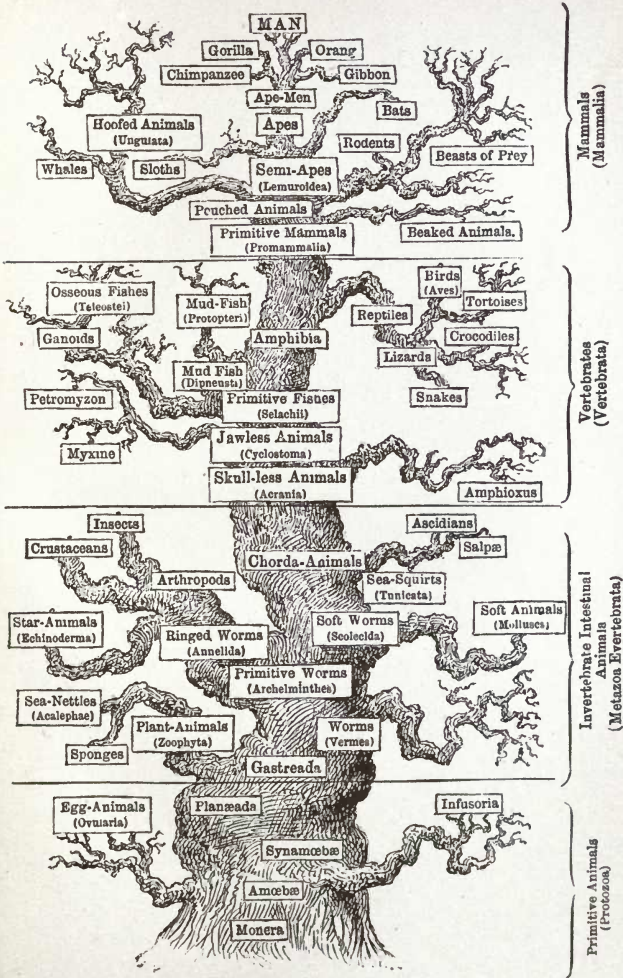 MAN
Gorilla
Orang
Chimpanzee
Gibbon
Ape-Men
Bats
Apes
Hoofed Animals
(Ungulata)
Rodents
Beasts of Prey
Whales
Sloths
Semi-Apes
(Lemuroidea)
Pouched Animals
Primitive Mammals
(Promammalia)
Beaked Animals.
Mammals
(Mammalia)
Osseous Fishes
(Teleostei)
Mud-Fish
(Protopteri)
Birds
(Aves)
Tortoises
Reptiles
Ganoids
Amphibia
Crocodiles
Lizards
Mud Fish
(Dipneusti)
Snakes
Petromyzon
Primitive Fishes
(Selachii)
Jawless Animals
(Cyclostoma)
Myxine
Skull-less Animals
(Acrania)
Amphioxus
Vertebrates
(Vertebrata)
Insects
Ascidians
Crustaceans
Salpæ
Chorda-Animals
Arthropods
Sea-Squirts
(Tunicata)
Star-Animals
(Echinoderma)
Ringed Worms
(Annelida)
Soft Worms
(Scolecida)
Soft Animals
(Mollusca)
Primitive Worms
(Archelminthes)
Sea-Nettles
(Acalephae)
Plant-Animals
(Zoophyta)
Worms
(Vermes)
Sponges
Gastreada
Invertebrate Intestinal
Animals
(Metazoa Evertebrata)
Egg-Animals
(Ovularia)
Planæada
Infusoria
Synamœbæ
Amœbæ
Monera
Primitive Animals
(Protozoa)